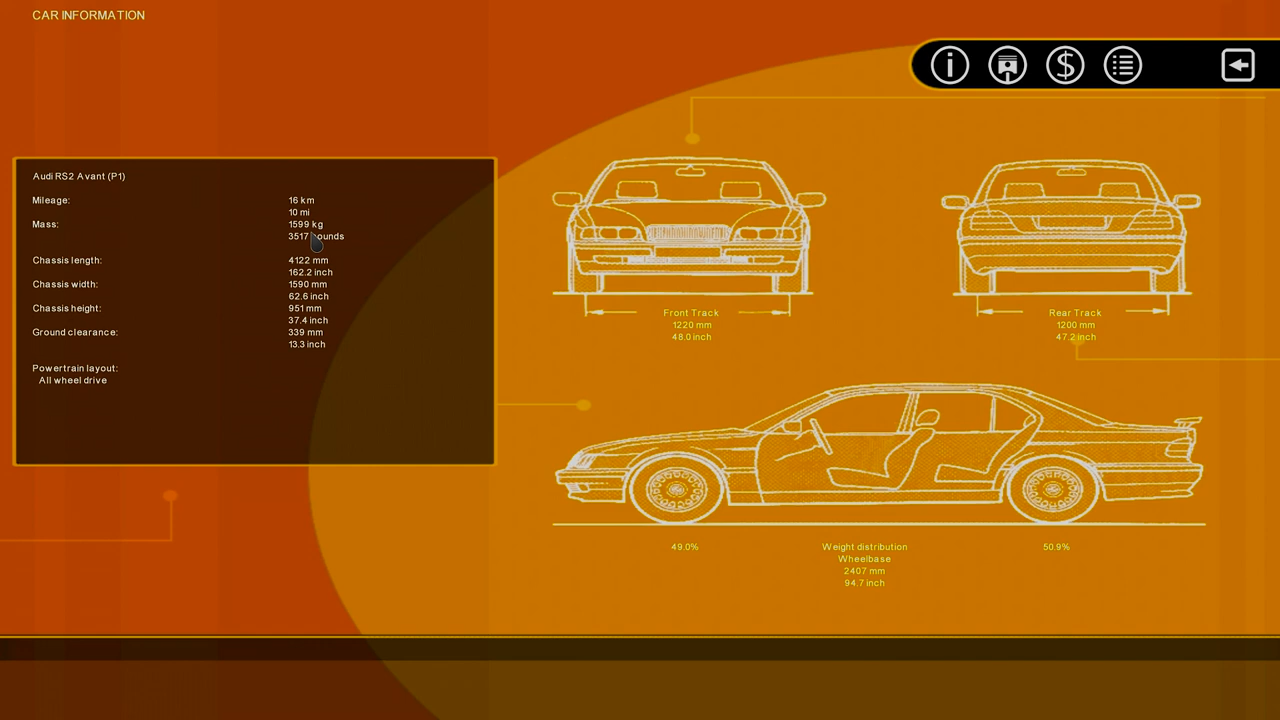 CAR INFORMATION
Audi RS2 Avant (P1)
Mileage: 16 km
10 mi
Mass: 1599 kg
3517 pounds
Chassis length: 4122 mm
162.2 inch
Chassis width: 1590 mm
62.6 inch
Chassis height: 951 mm
37.4 inch
Ground clearance: 339 mm
13.3 inch
Powertrain layout:
All wheel drive
Front Track
1220 mm
48.0 inch
Rear Track
1200 mm
47.2 inch
49.0% Weight distribution 50.9%
Wheelbase
2407 mm
94.7 inch